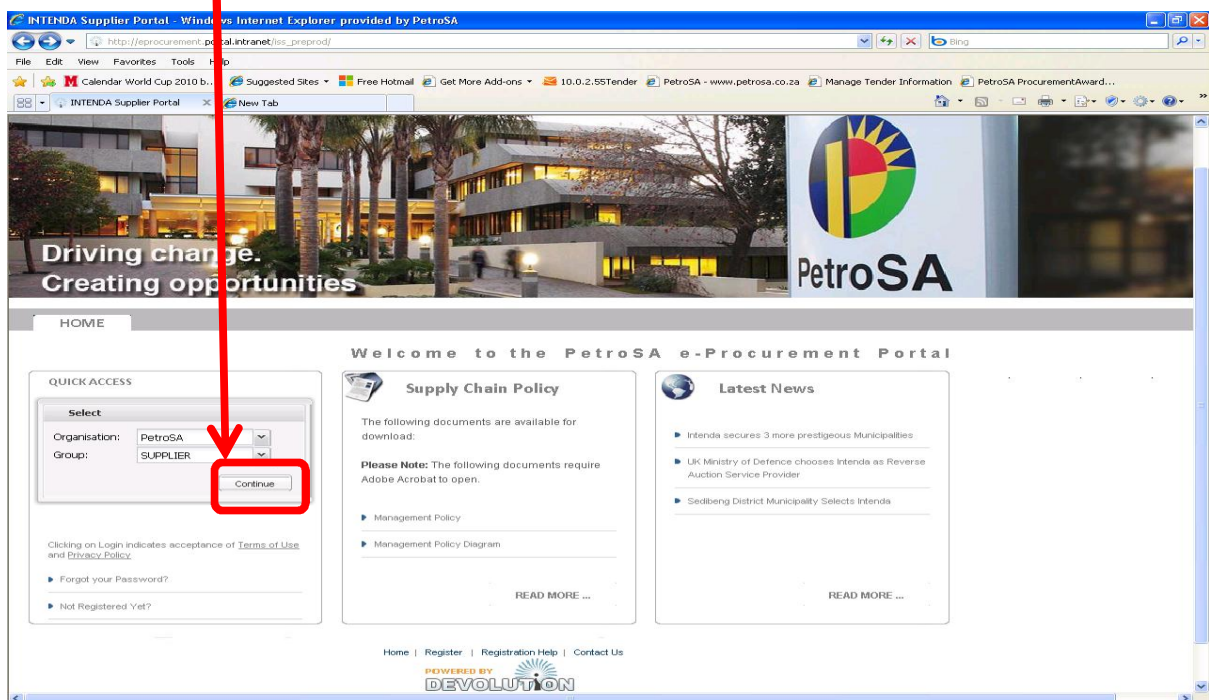 INTENDA Supplier Portal - Windows Internet Explorer provided by PetroSA
http://eprocurement.portal.intranet/iss_preprod/
Bing
File Edit View Favorites Tools Help
Calendar World Cup 2010 b... Suggested Sites Free Hotmail Get More Add-ons 10.0.2.55Tender PetroSA - www.petrosa.co.za Manage Tender Information PetroSA ProcurementAward...
INTENDA Supplier Portal New Tab
Driving change.
Creating opportunities
PetroSA
HOME
Welcome to the PetroSA e-Procurement Portal
QUICK ACCESS
Select
Organisation: PetroSA
Group: SUPPLIER
Continue
Clicking on Login indicates acceptance of Terms of Use
and Privacy Policy
Forgot your Password?
Not Registered Yet?
Supply Chain Policy
The following documents are available for
download:
Please Note: The following documents require
Adobe Acrobat to open.
Management Policy
Management Policy Diagram
READ MORE ...
Latest News
Intenda secures 3 more prestigeous Municipalities
UK Ministry of Defence chooses Intenda as Reverse
Auction Service Provider
Sedibeng District Municipality Selects Intenda
READ MORE ...
Home | Register | Registration Help | Contact Us
POWERED BY
DEVOLUTION